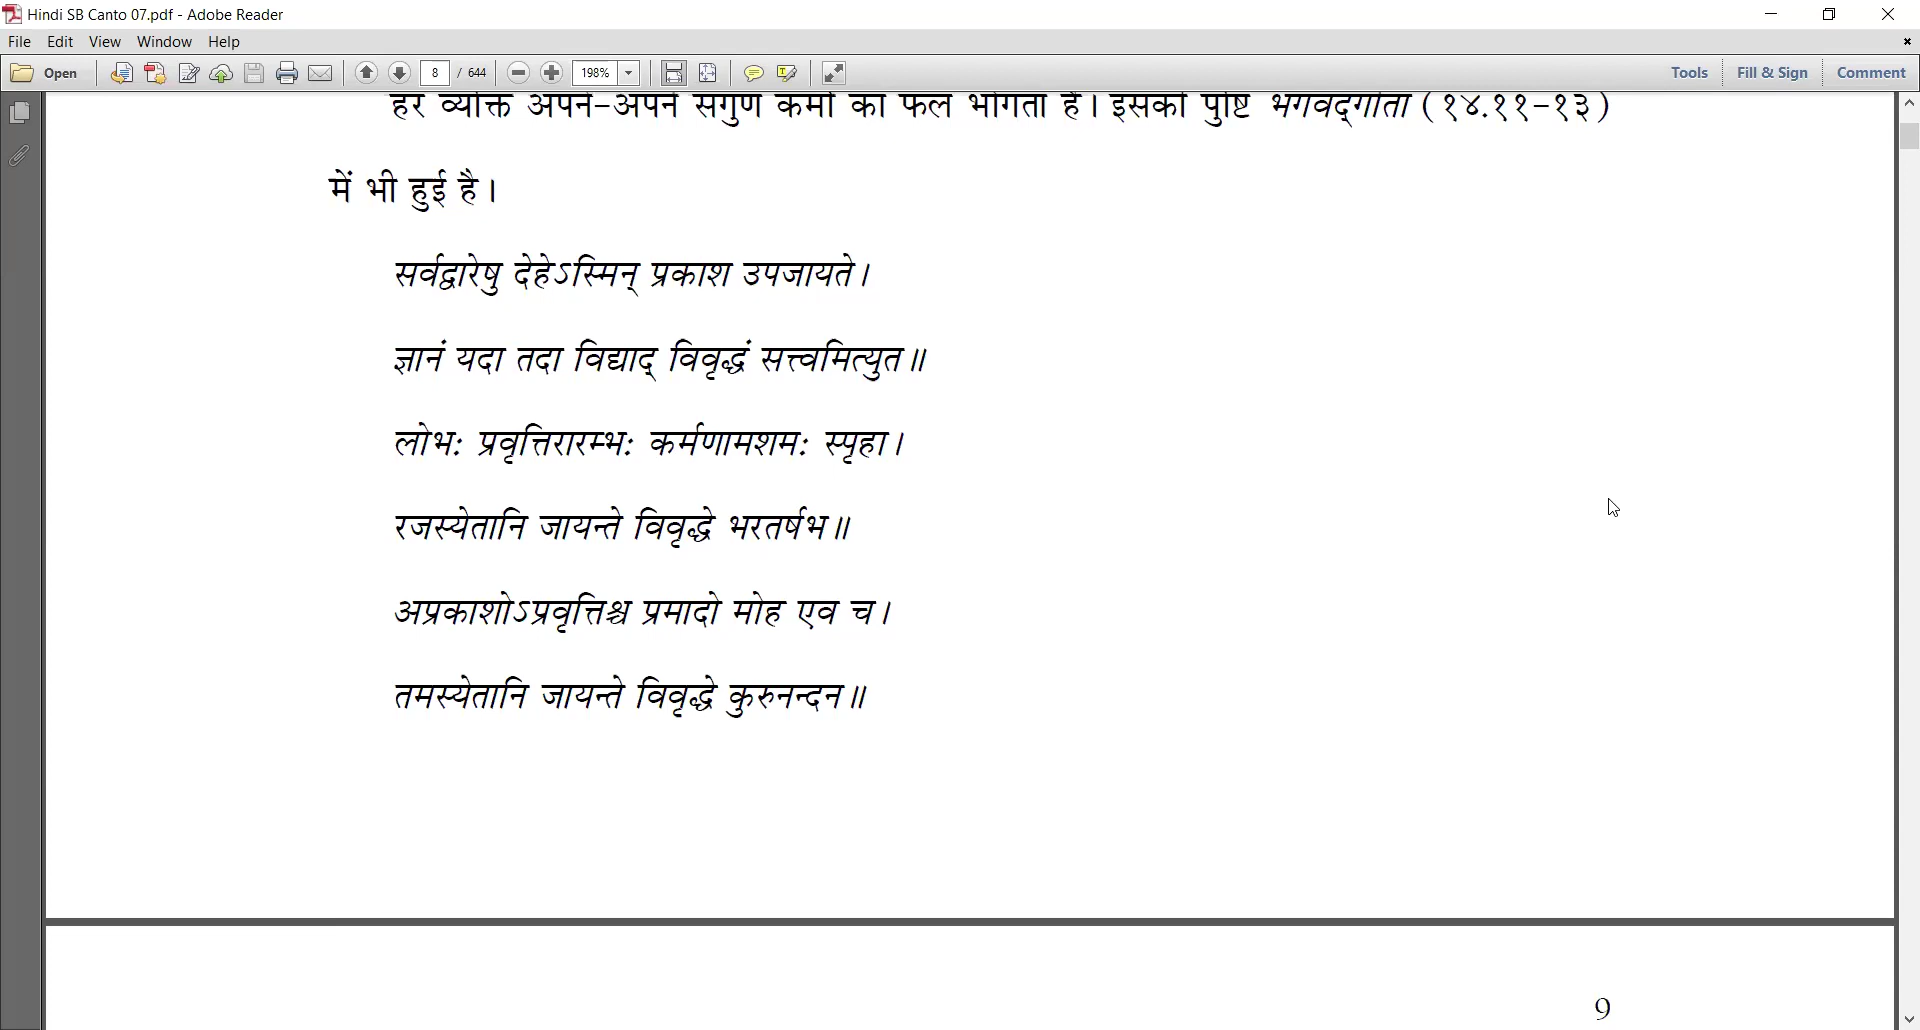 Hindi SB Canto 07.pdf - Adobe Reader
File Edit View Window Help
Open 8 / 644 198% Tools Fill & Sign Comment
हर व्यक्ति अपने-अपने सगुण कर्मों का फल भोगता है। इसकी पुष्टि भगवद्गीता (१४.११-१३)
में भी हुई है।
सर्वद्वारेषु देहेऽस्मिन् प्रकाश उपजायते।
ज्ञानं यदा तदा विद्याद् विवृद्धं सत्त्वमित्युत॥
लोभः प्रवृत्तिरारम्भः कर्मणामशमः स्पृहा।
रजस्येतानि जायन्ते विवृद्धे भरतर्षभ॥
अप्रकाशोऽप्रवृत्तिश्च प्रमादो मोह एव च।
तमस्येतानि जायन्ते विवृद्धे कुरुनन्दन॥
9